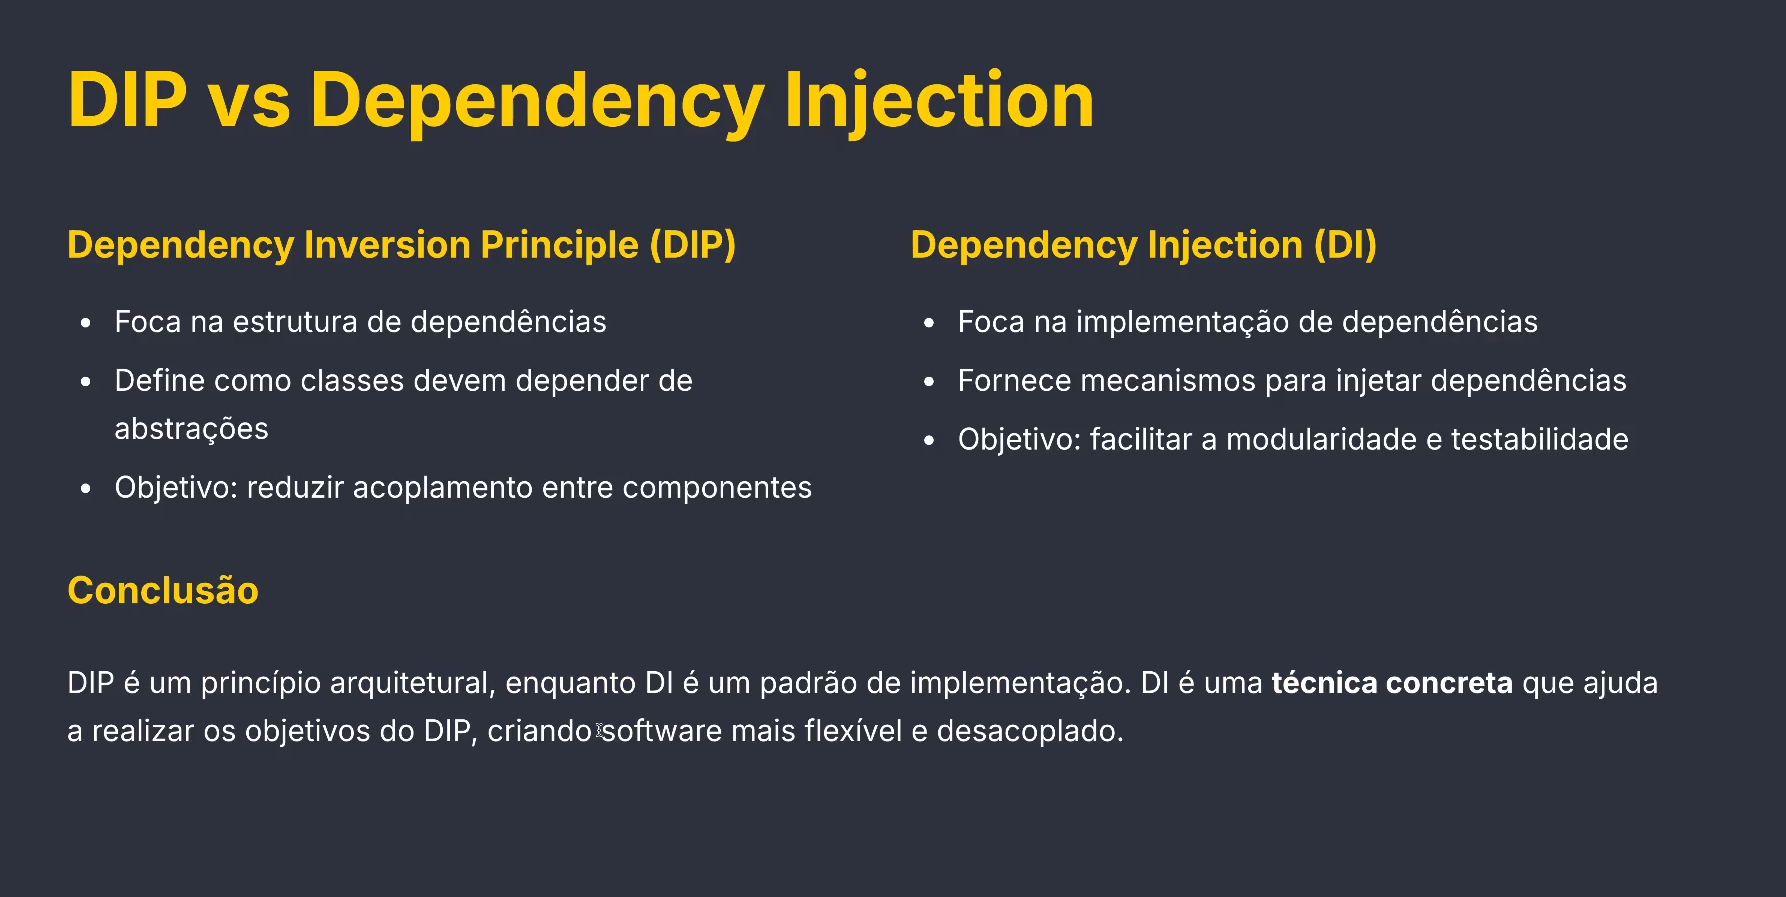 DIP vs Dependency Injection
Dependency Inversion Principle (DIP)
• Foca na estrutura de dependências
• Define como classes devem depender de
abstrações
• Objetivo: reduzir acoplamento entre componentes
Dependency Injection (DI)
• Foca na implementação de dependências
• Fornece mecanismos para injetar dependências
• Objetivo: facilitar a modularidade e testabilidade
Conclusão
DIP é um princípio arquitetural, enquanto DI é um padrão de implementação. DI é uma técnica concreta que ajuda
a realizar os objetivos do DIP, criando software mais flexível e desacoplado.